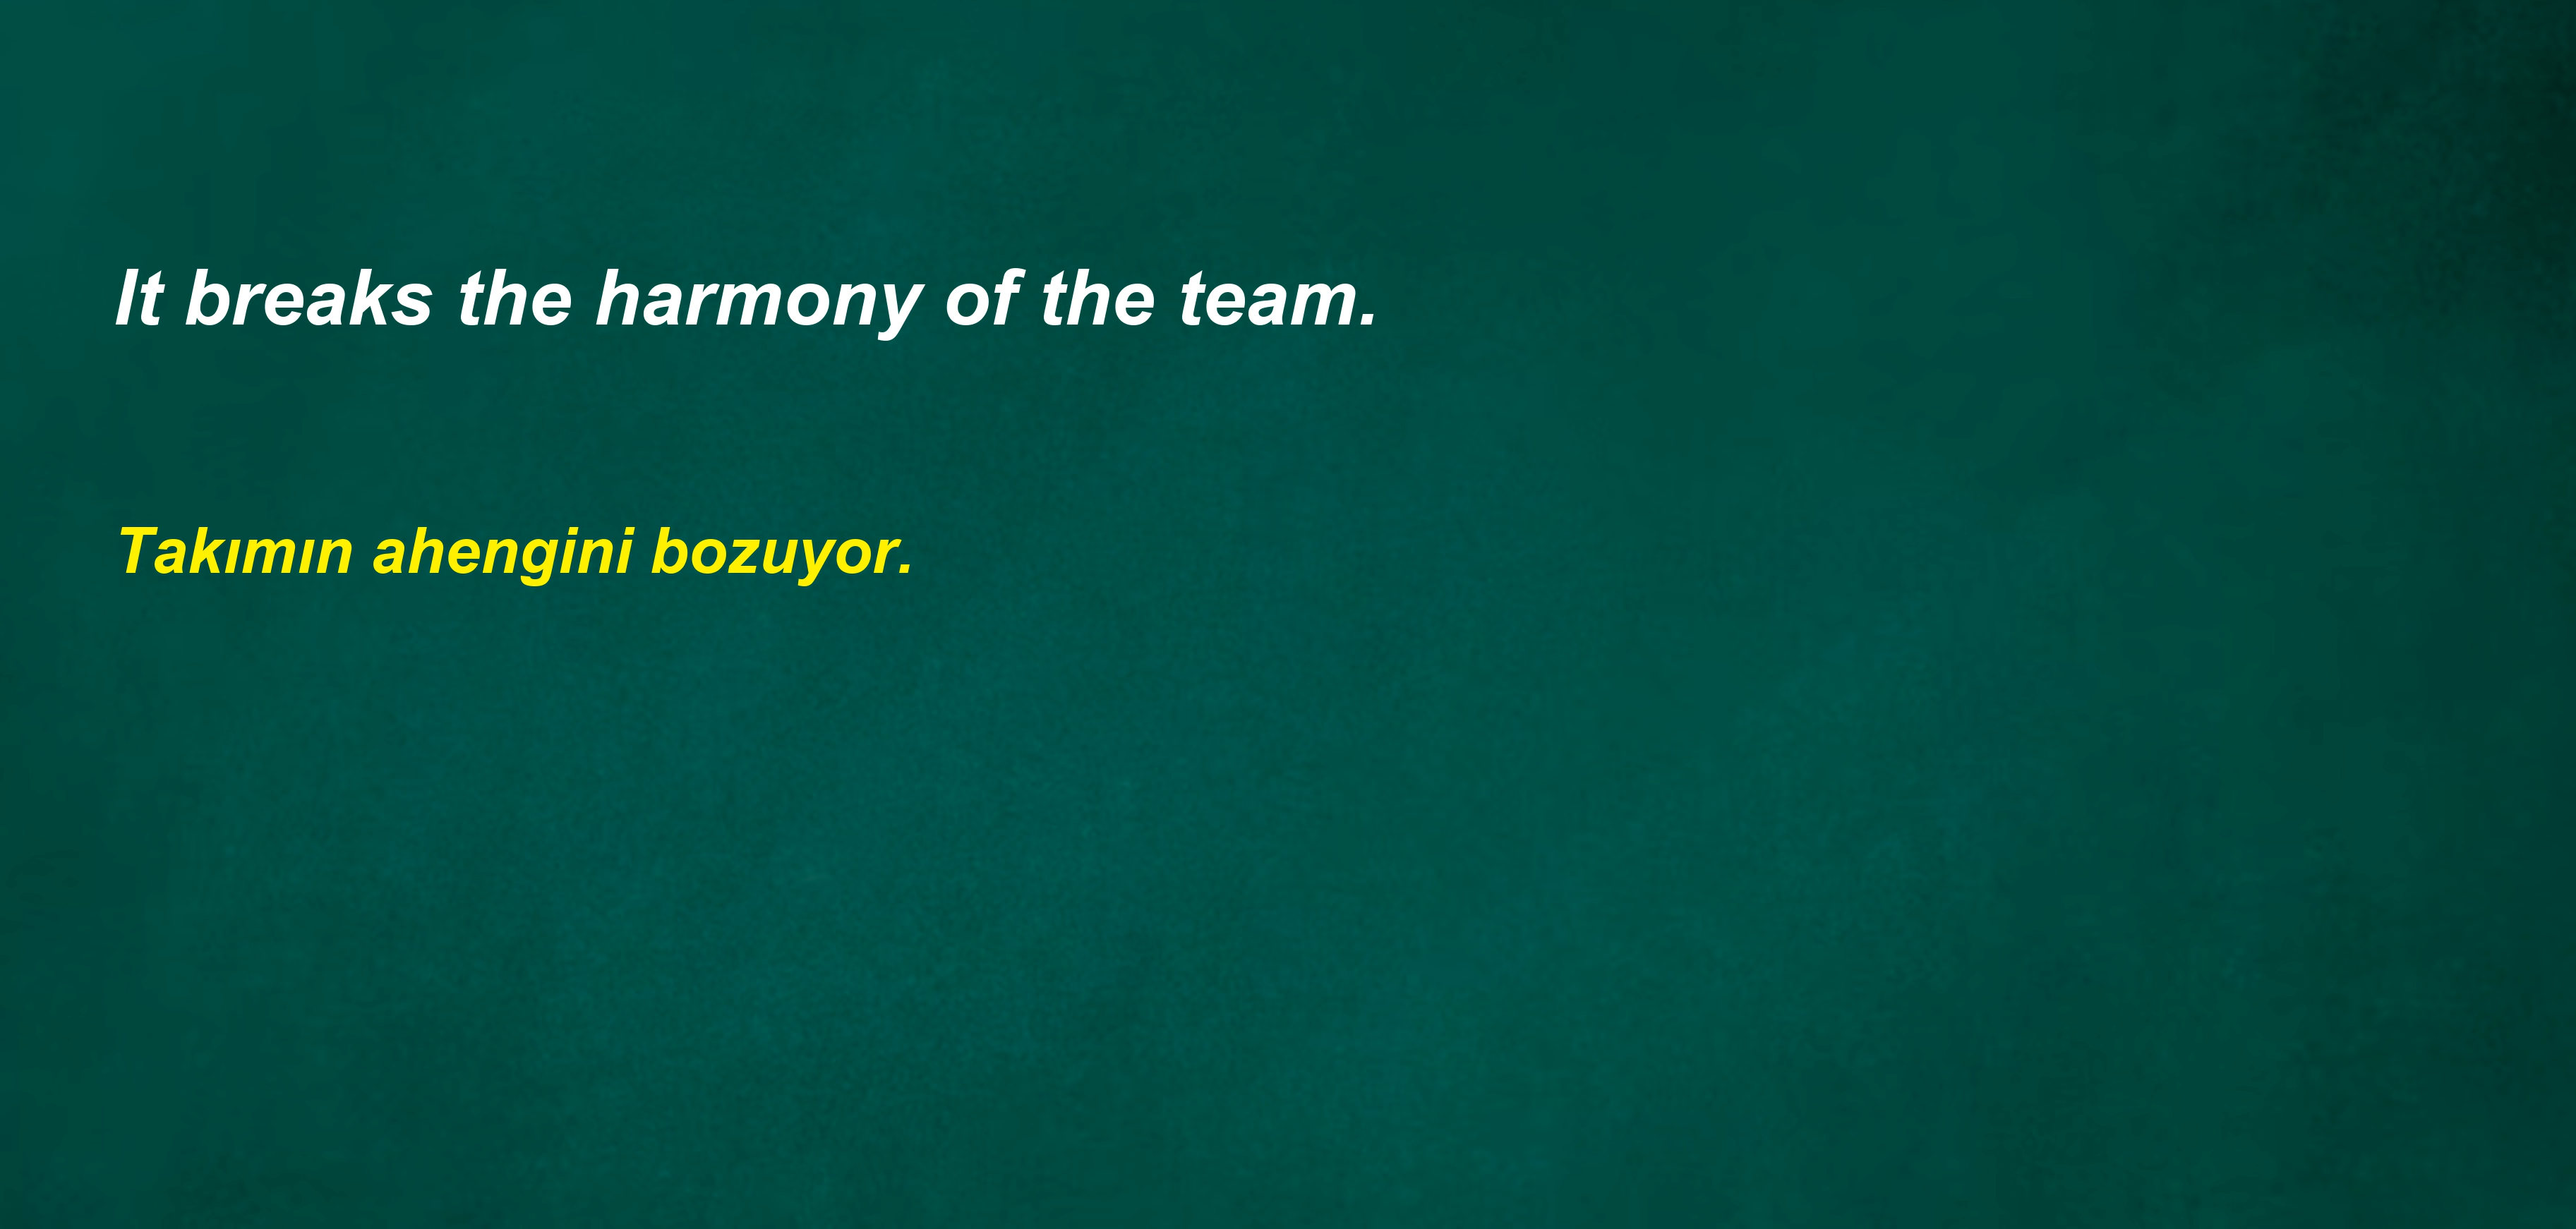 It breaks the harmony of the team.
Takımın ahengini bozuyor.